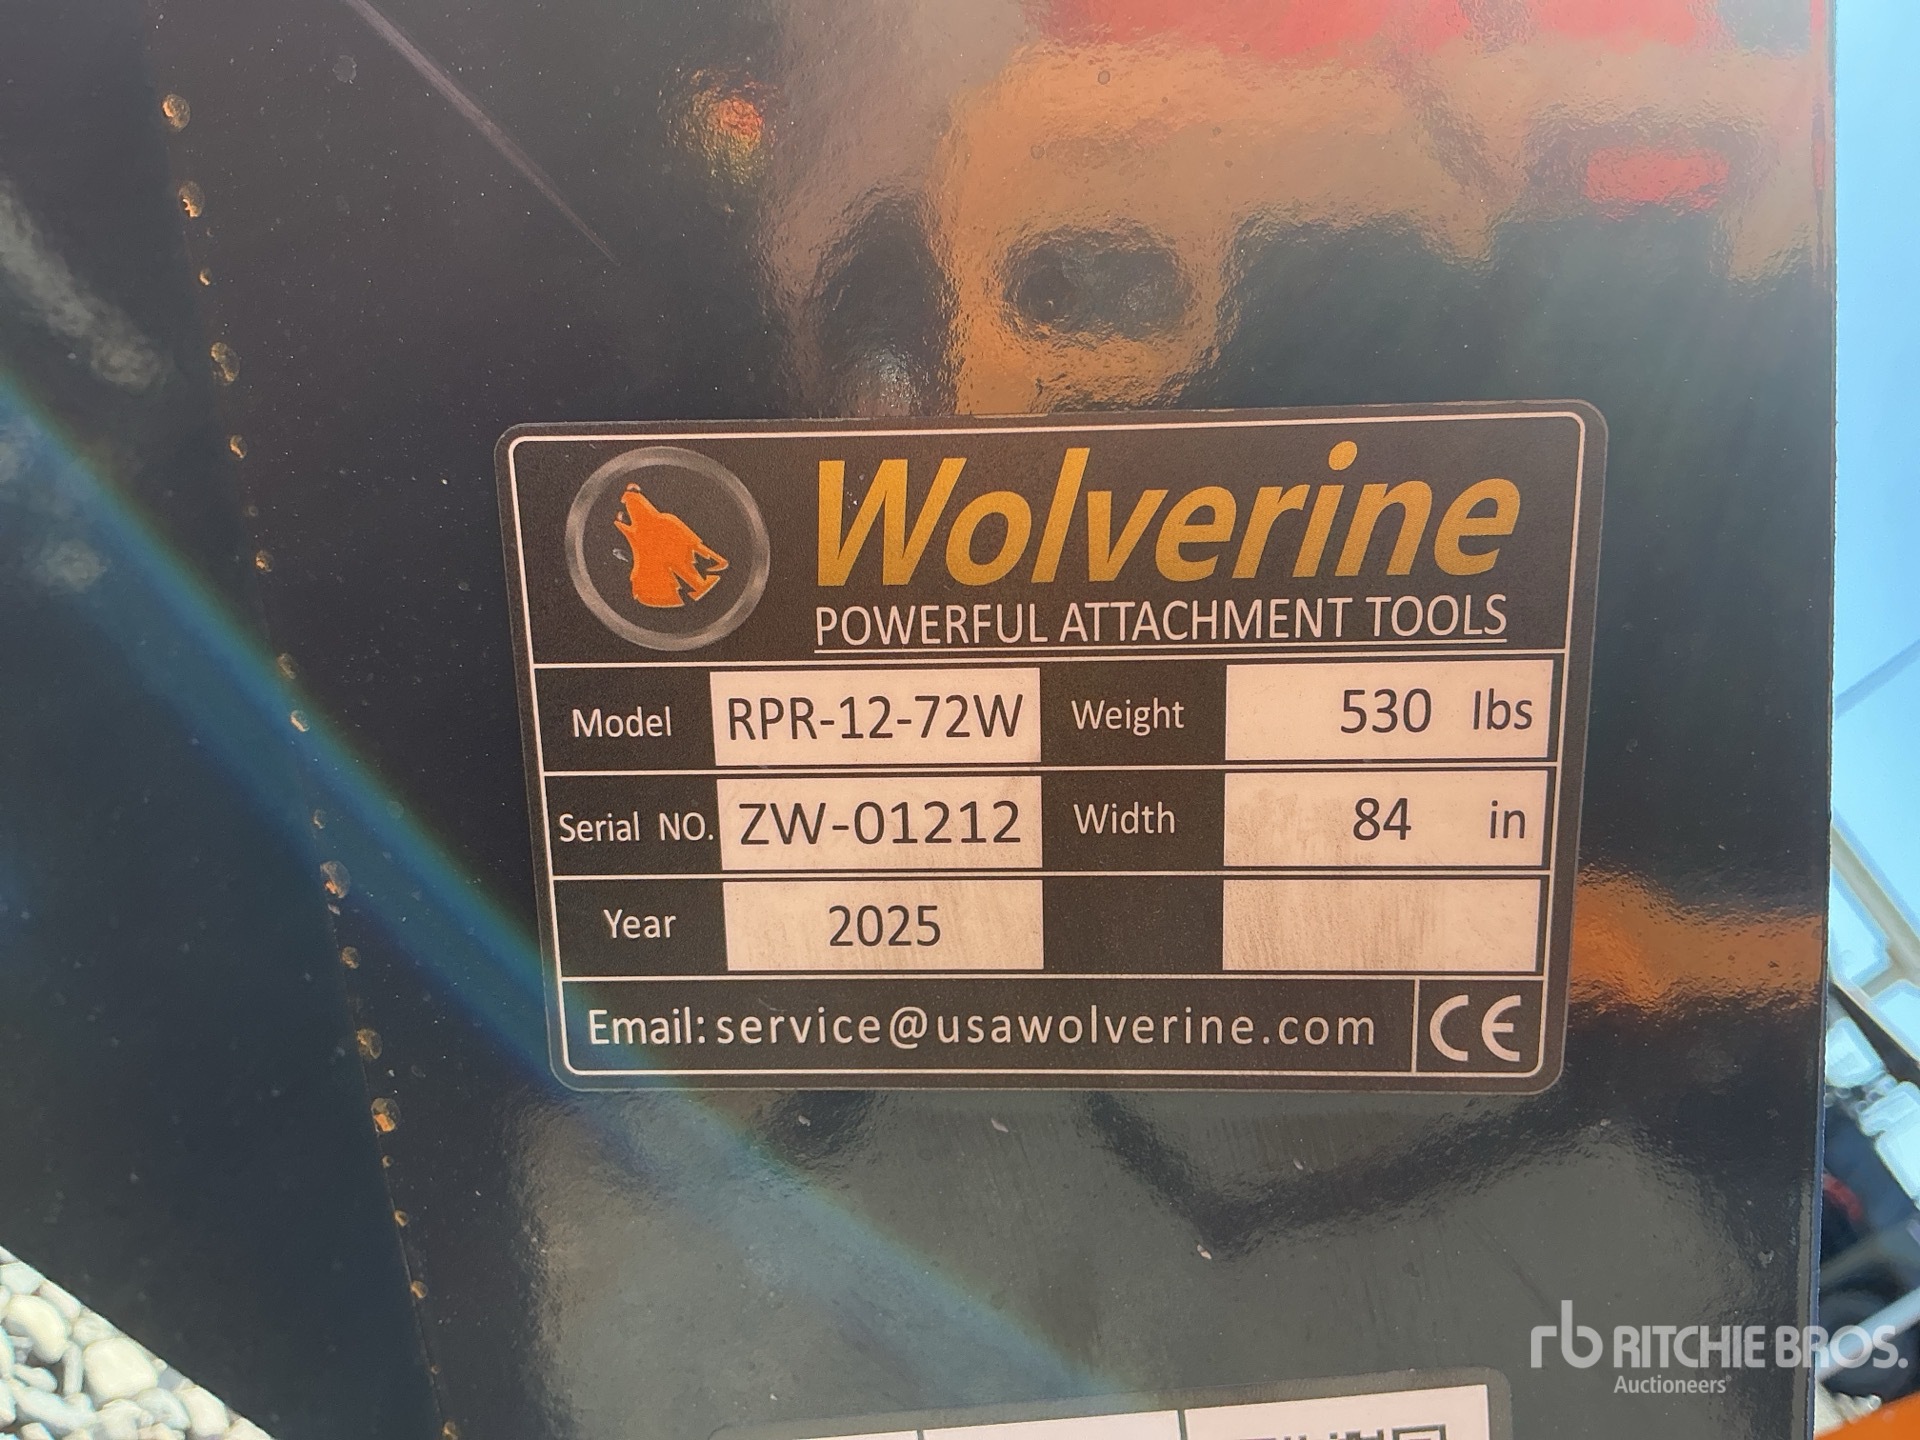 Wolverine
POWERFUL ATTACHMENT TOOLS
Model RPR-12-72W Weight 530 lbs
Serial NO. ZW-01212 Width 84 in
Year 2025
Email: service@usawolverine.com CE
rb RITCHIE BROS.
Auctioneers